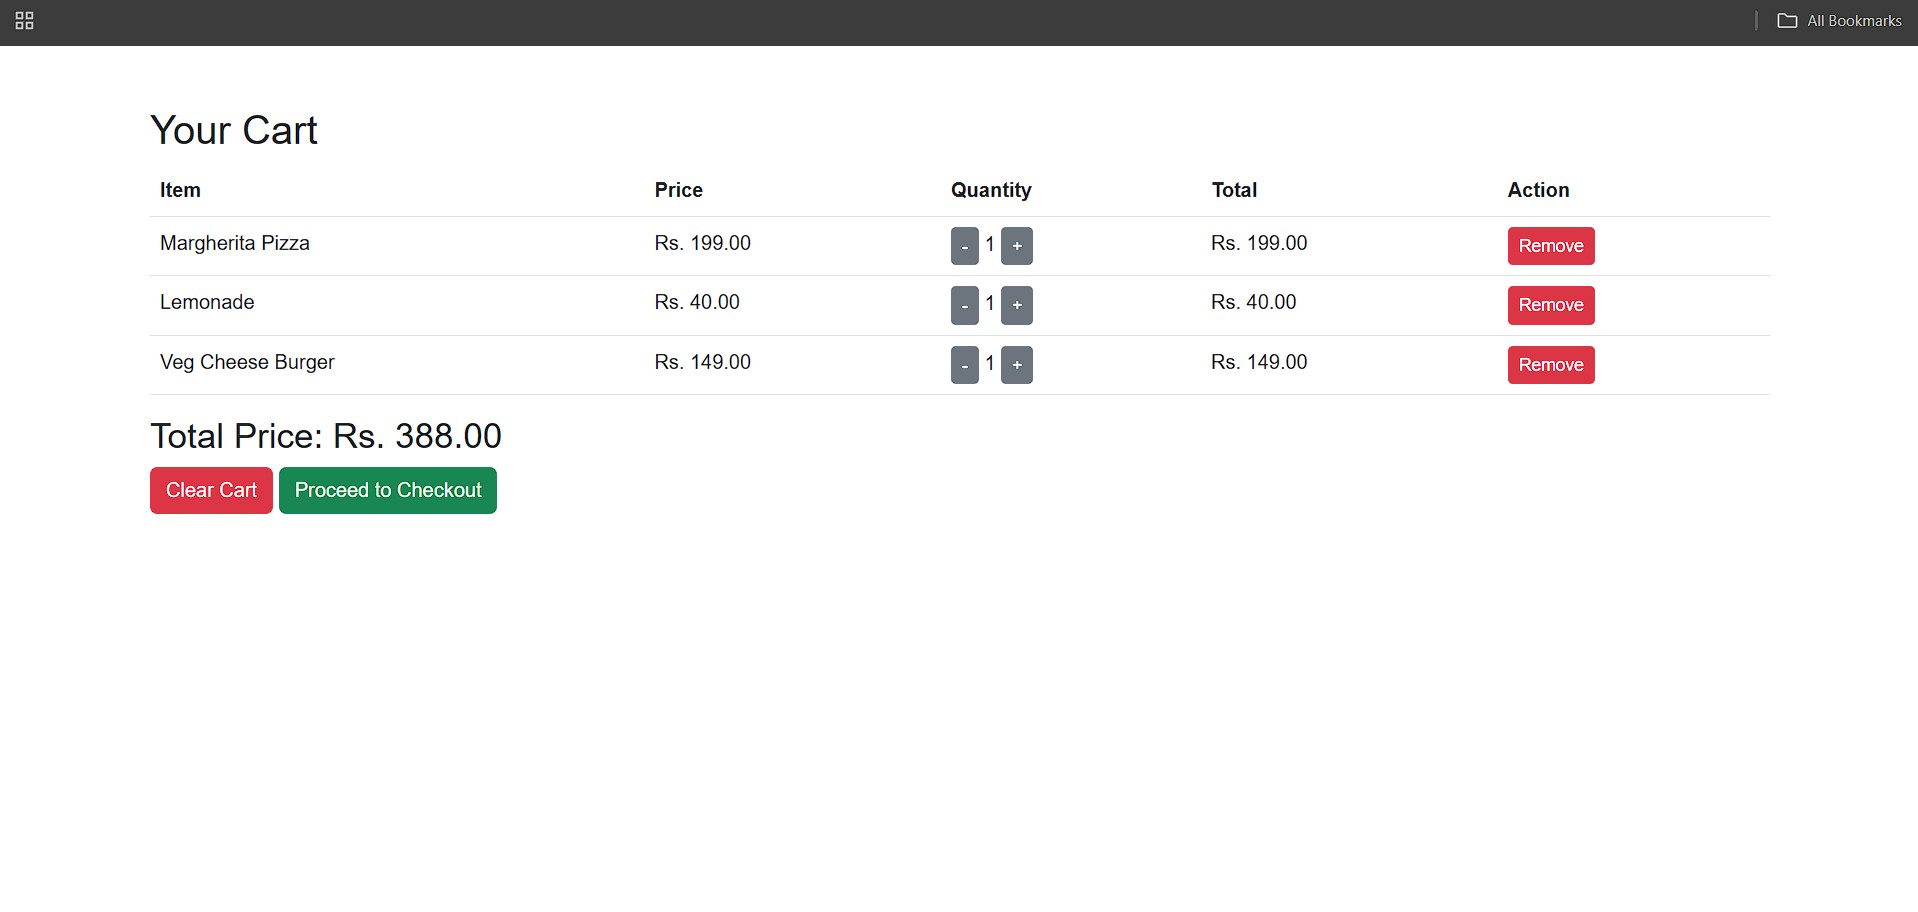 All Bookmarks
Your Cart
Item Price Quantity Total Action
Margherita Pizza Rs. 199.00 - 1 + Rs. 199.00 Remove
Lemonade Rs. 40.00 - 1 + Rs. 40.00 Remove
Veg Cheese Burger Rs. 149.00 - 1 + Rs. 149.00 Remove
Total Price: Rs. 388.00
Clear Cart Proceed to Checkout